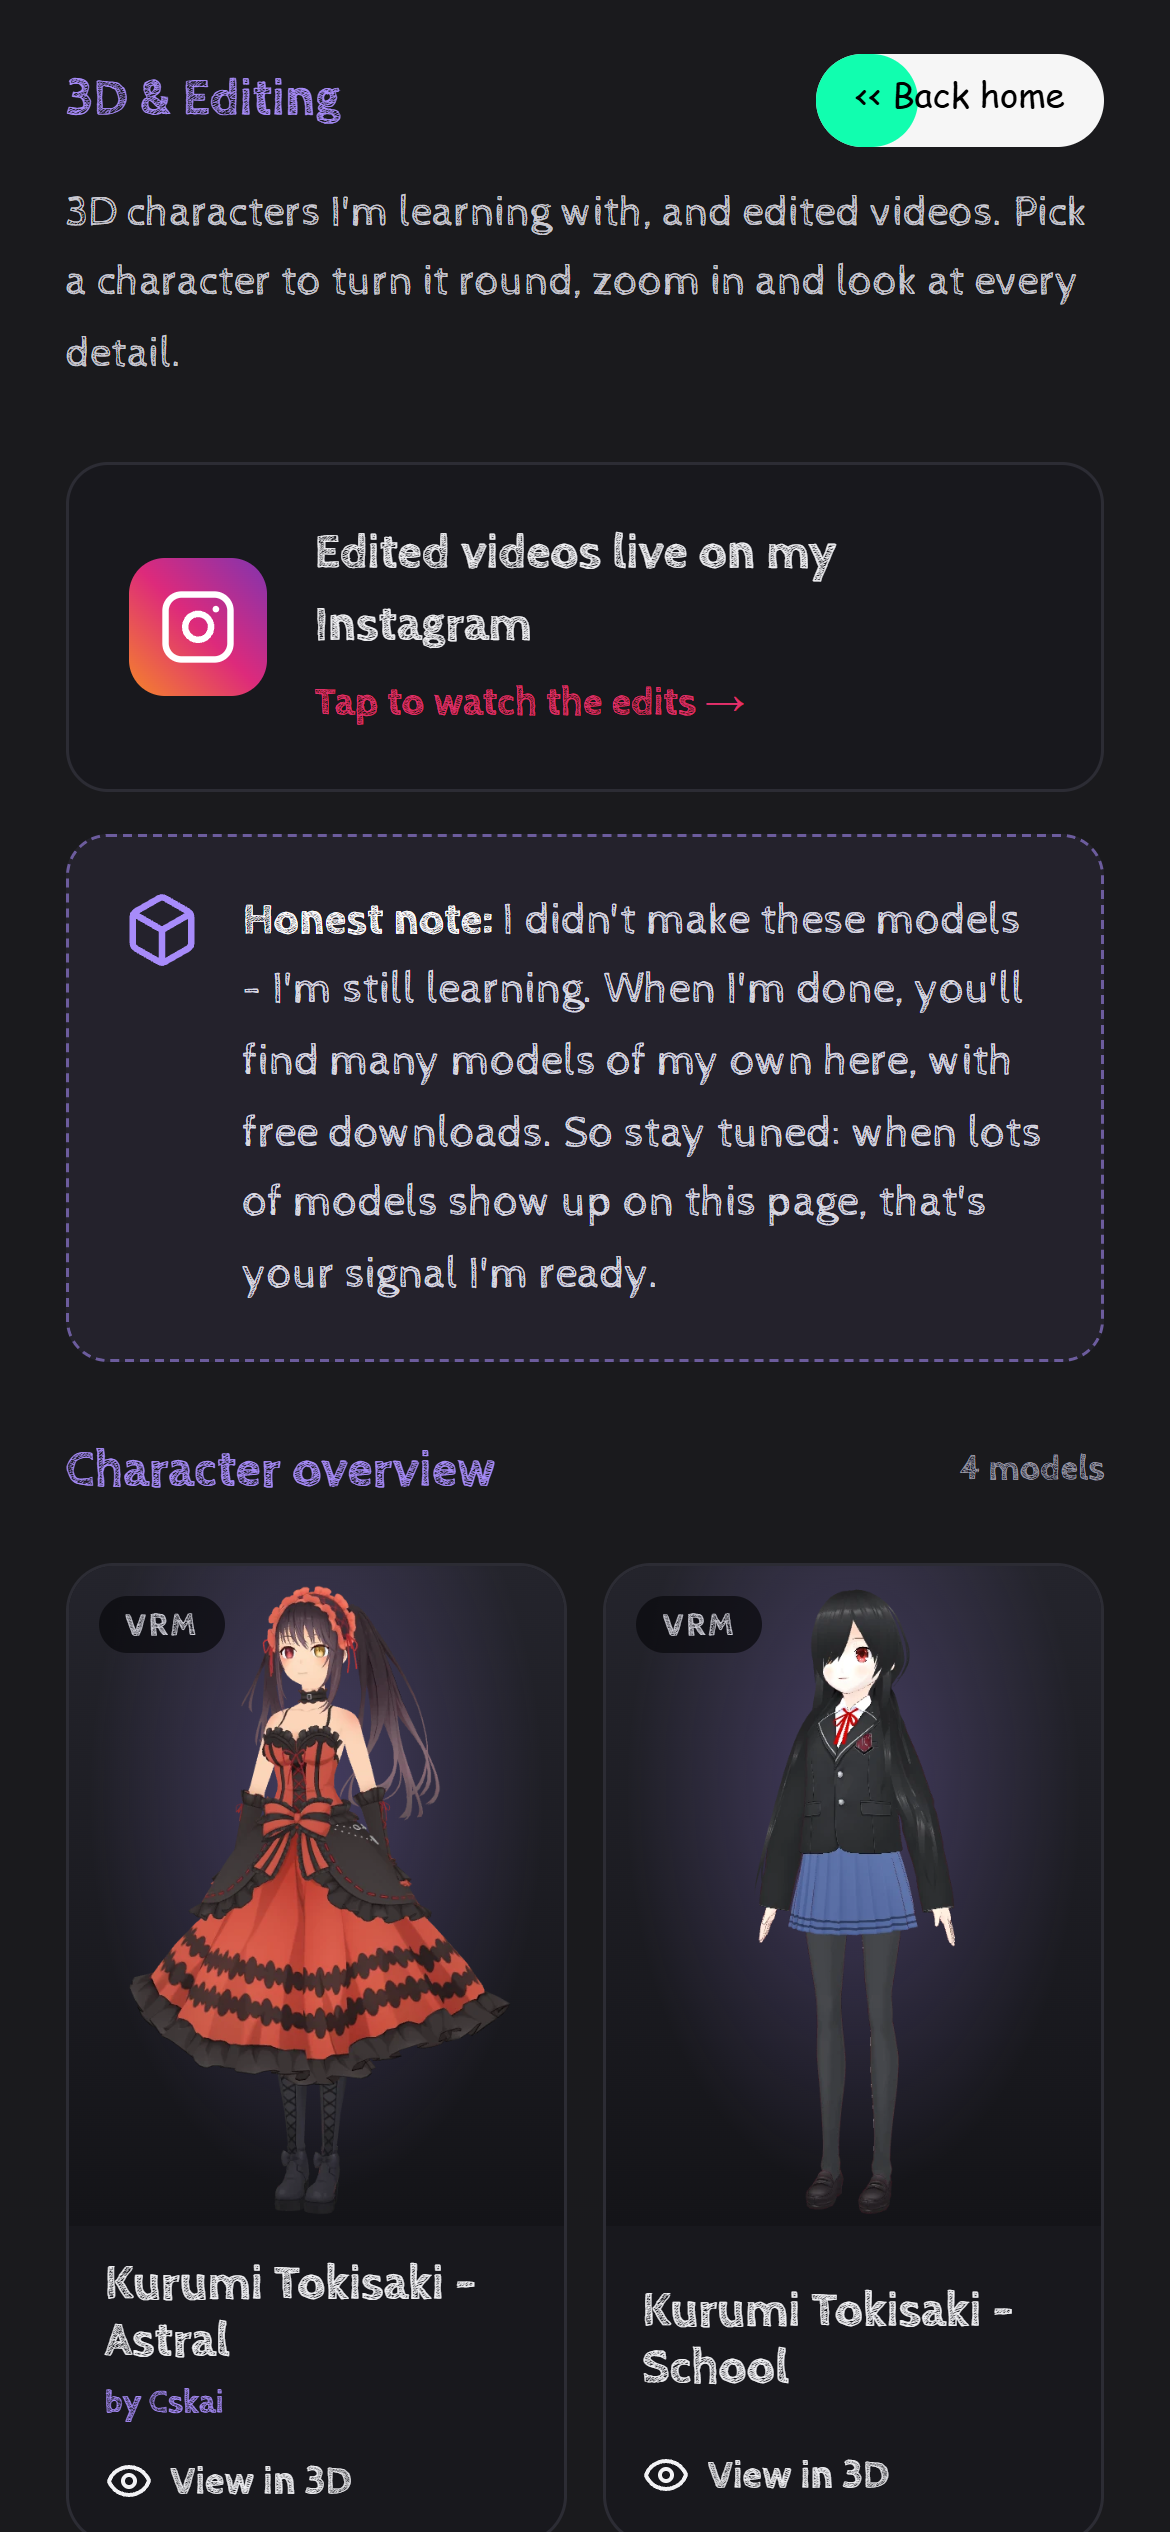 3D & Editing
<< Back home
3D characters I'm learning with, and edited videos. Pick
a character to turn it round, zoom in and look at every
detail.
Edited videos live on my
Instagram
Tap to watch the edits →
Honest note: I didn't make these models
- I'm still learning. When I'm done, you'll
find many models of my own here, with
free downloads. So stay tuned: when lots
of models show up on this page, that's
your signal I'm ready.
Character overview
4 models
VRM
VRM
Kurumi Tokisaki -
Astral
by Cskai
View in 3D
Kurumi Tokisaki -
School
View in 3D